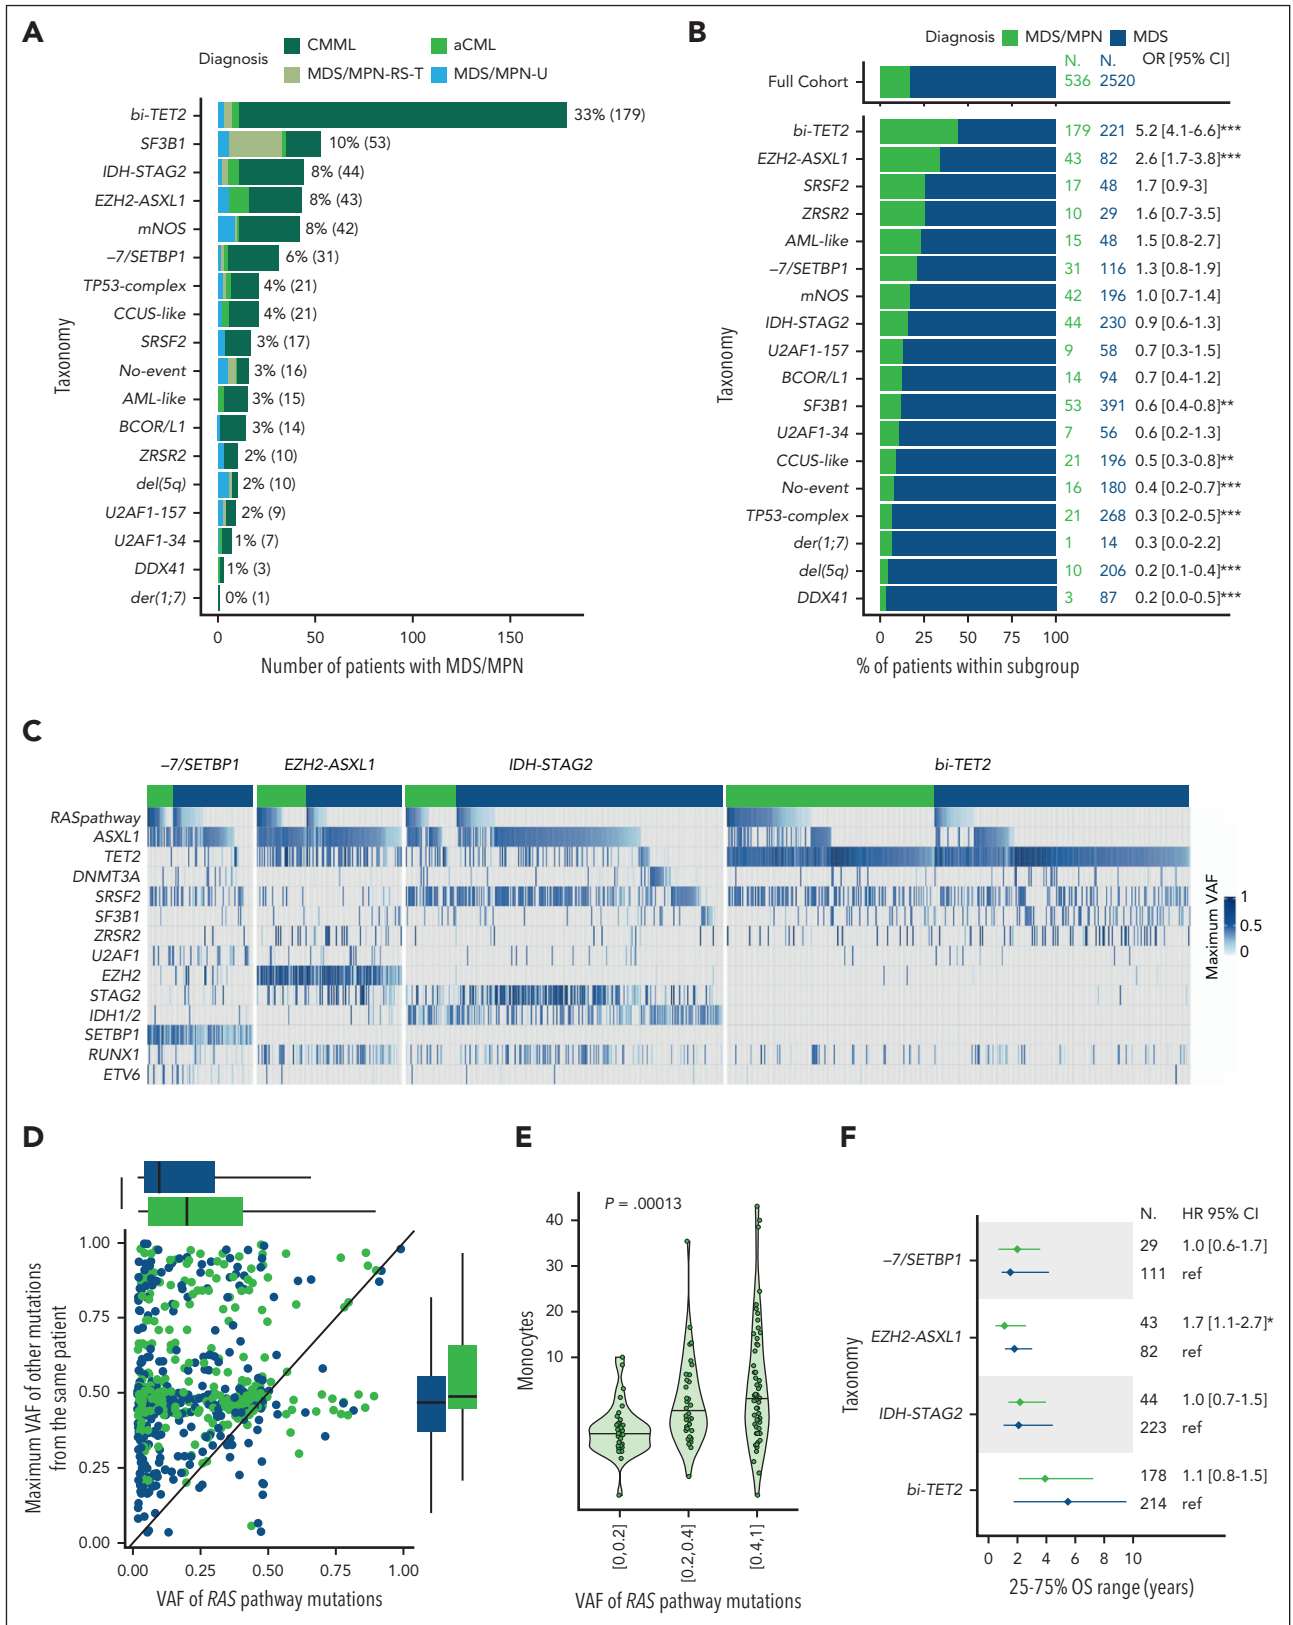 A
Diagnosis
CMML
aCML
MDS/MPN-RS-T
MDS/MPN-U
Taxonomy
bi-TET2 33% (179)
SF3B1 10% (53)
IDH-STAG2 8% (44)
EZH2-ASXL1 8% (43)
mNOS 8% (42)
–7/SETBP1 6% (31)
TP53-complex 4% (21)
CCUS-like 4% (21)
SRSF2 3% (17)
No-event 3% (16)
AML-like 3% (15)
BCOR/L1 3% (14)
ZRSR2 2% (10)
del(5q) 2% (10)
U2AF1-157 2% (9)
U2AF1-34 1% (7)
DDX41 1% (3)
der(1;7) 0% (1)
0 50 100 150
Number of patients with MDS/MPN
B
Diagnosis MDS/MPN MDS
N. N. OR [95% CI]
Full Cohort 536 2520
Taxonomy
bi-TET2 179 221 5.2 [4.1-6.6]***
EZH2-ASXL1 43 82 2.6 [1.7-3.8]***
SRSF2 17 48 1.7 [0.9-3]
ZRSR2 10 29 1.6 [0.7-3.5]
AML-like 15 48 1.5 [0.8-2.7]
–7/SETBP1 31 116 1.3 [0.8-1.9]
mNOS 42 196 1.0 [0.7-1.4]
IDH-STAG2 44 230 0.9 [0.6-1.3]
U2AF1-157 9 58 0.7 [0.3-1.5]
BCOR/L1 14 94 0.7 [0.4-1.2]
SF3B1 53 391 0.6 [0.4-0.8]**
U2AF1-34 7 56 0.6 [0.2-1.3]
CCUS-like 21 196 0.5 [0.3-0.8]**
No-event 16 180 0.4 [0.2-0.7]***
TP53-complex 21 268 0.3 [0.2-0.5]***
der(1;7) 1 14 0.3 [0.0-2.2]
del(5q) 10 206 0.2 [0.1-0.4]***
DDX41 3 87 0.2 [0.0-0.5]***
0 25 50 75 100
% of patients within subgroup
C
–7/SETBP1 EZH2-ASXL1 IDH-STAG2 bi-TET2
RASpathway
ASXL1
TET2
DNMT3A
SRSF2
SF3B1
ZRSR2
U2AF1
EZH2
STAG2
IDH1/2
SETBP1
RUNX1
ETV6
Maximum VAF
1
0.5
0
D
Maximum VAF of other mutations
from the same patient
1.00
0.75
0.50
0.25
0.00
0.00 0.25 0.50 0.75 1.00
VAF of RAS pathway mutations
E
P = .00013
Monocytes
40
30
20
10
[0,0.2] [0.2,0.4] [0.4,1]
VAF of RAS pathway mutations
F
N. HR 95% CI
Taxonomy
–7/SETBP1
29 1.0 [0.6-1.7]
111 ref
EZH2-ASXL1
43 1.7 [1.1-2.7]*
82 ref
IDH-STAG2
44 1.0 [0.7-1.5]
223 ref
bi-TET2
178 1.1 [0.8-1.5]
214 ref
0 2 4 6 8 10
25-75% OS range (years)